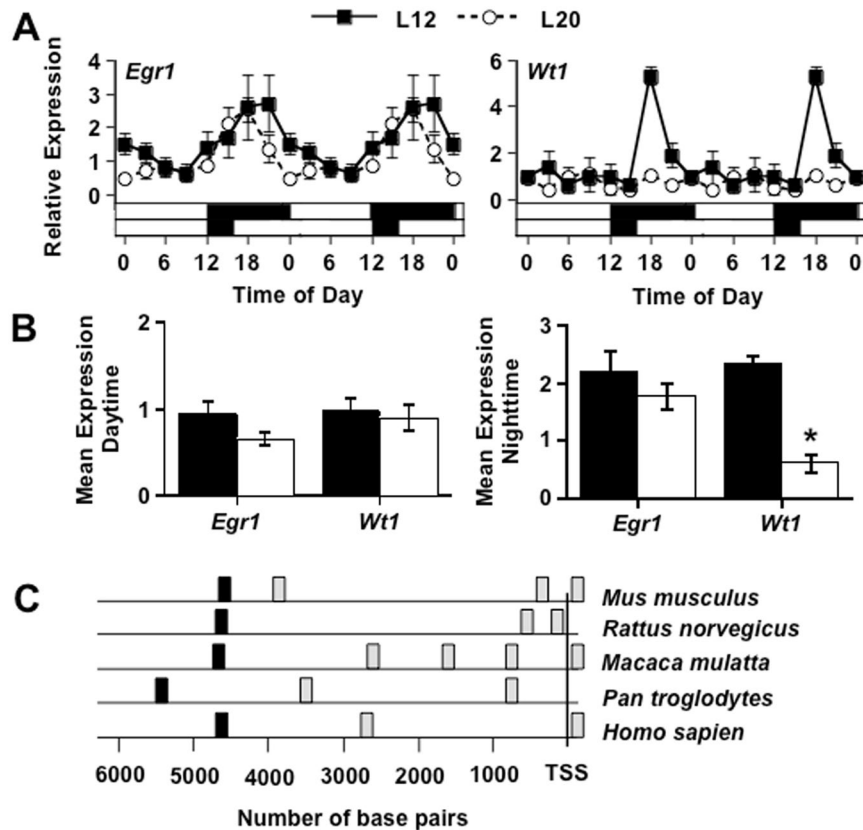 A
L12 L20
Egr1
Wt1
Relative Expression
4
3
2
1
0
6
4
2
0
0 6 12 18 0 6 12 18 0
0 6 12 18 0 6 12 18 0
Time of Day
Time of Day
B
Mean Expression
Daytime
2
1
0
Egr1 Wt1
Mean Expression
Nighttime
3
2
1
0
*
Egr1 Wt1
C
Mus musculus
Rattus norvegicus
Macaca mulatta
Pan troglodytes
Homo sapien
6000 5000 4000 3000 2000 1000 TSS
Number of base pairs